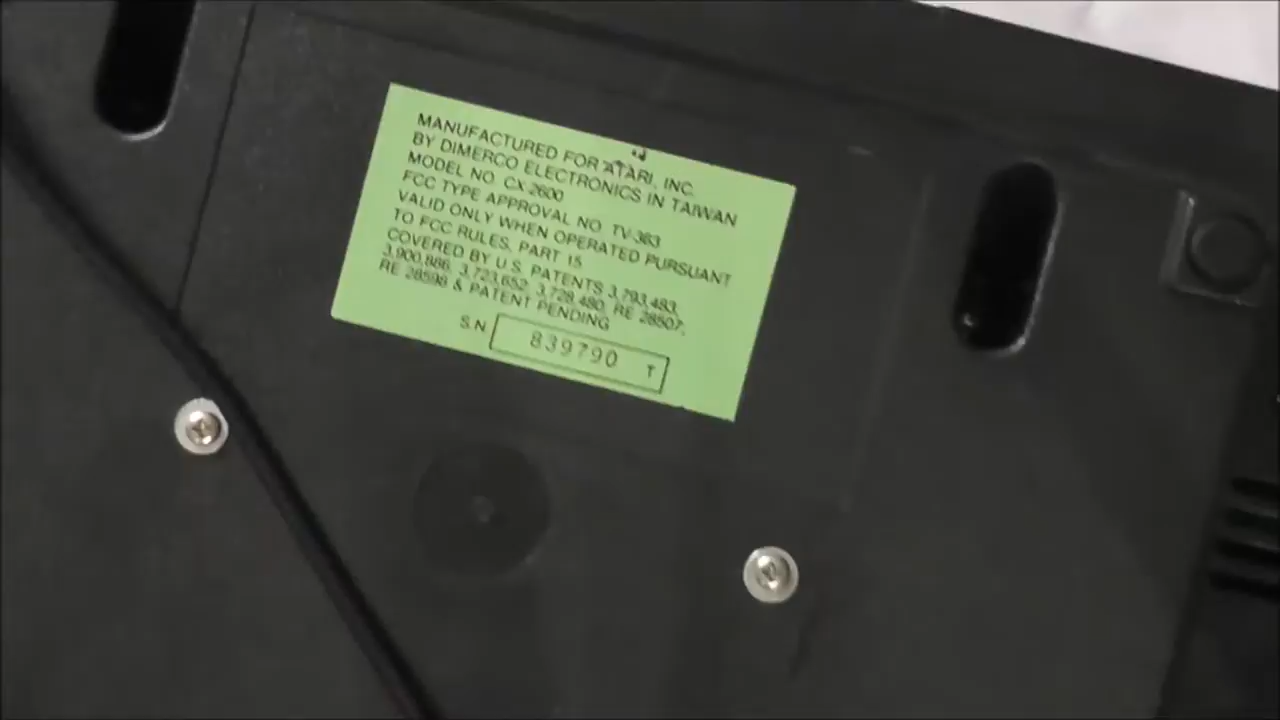 MANUFACTURED FOR ATARI, INC.
BY DIMERCO ELECTRONICS IN TAIWAN
MODEL NO. CX-2600
FCC TYPE APPROVAL NO. TV-383
VALID ONLY WHEN OPERATED PURSUANT
TO FCC RULES, PART 15
COVERED BY U.S. PATENTS 3,793,483,
3,900,886; 3,723,652; 3,728,480, RE 28507,
RE 28598 & PATENT PENDING
S.N. 839790 T